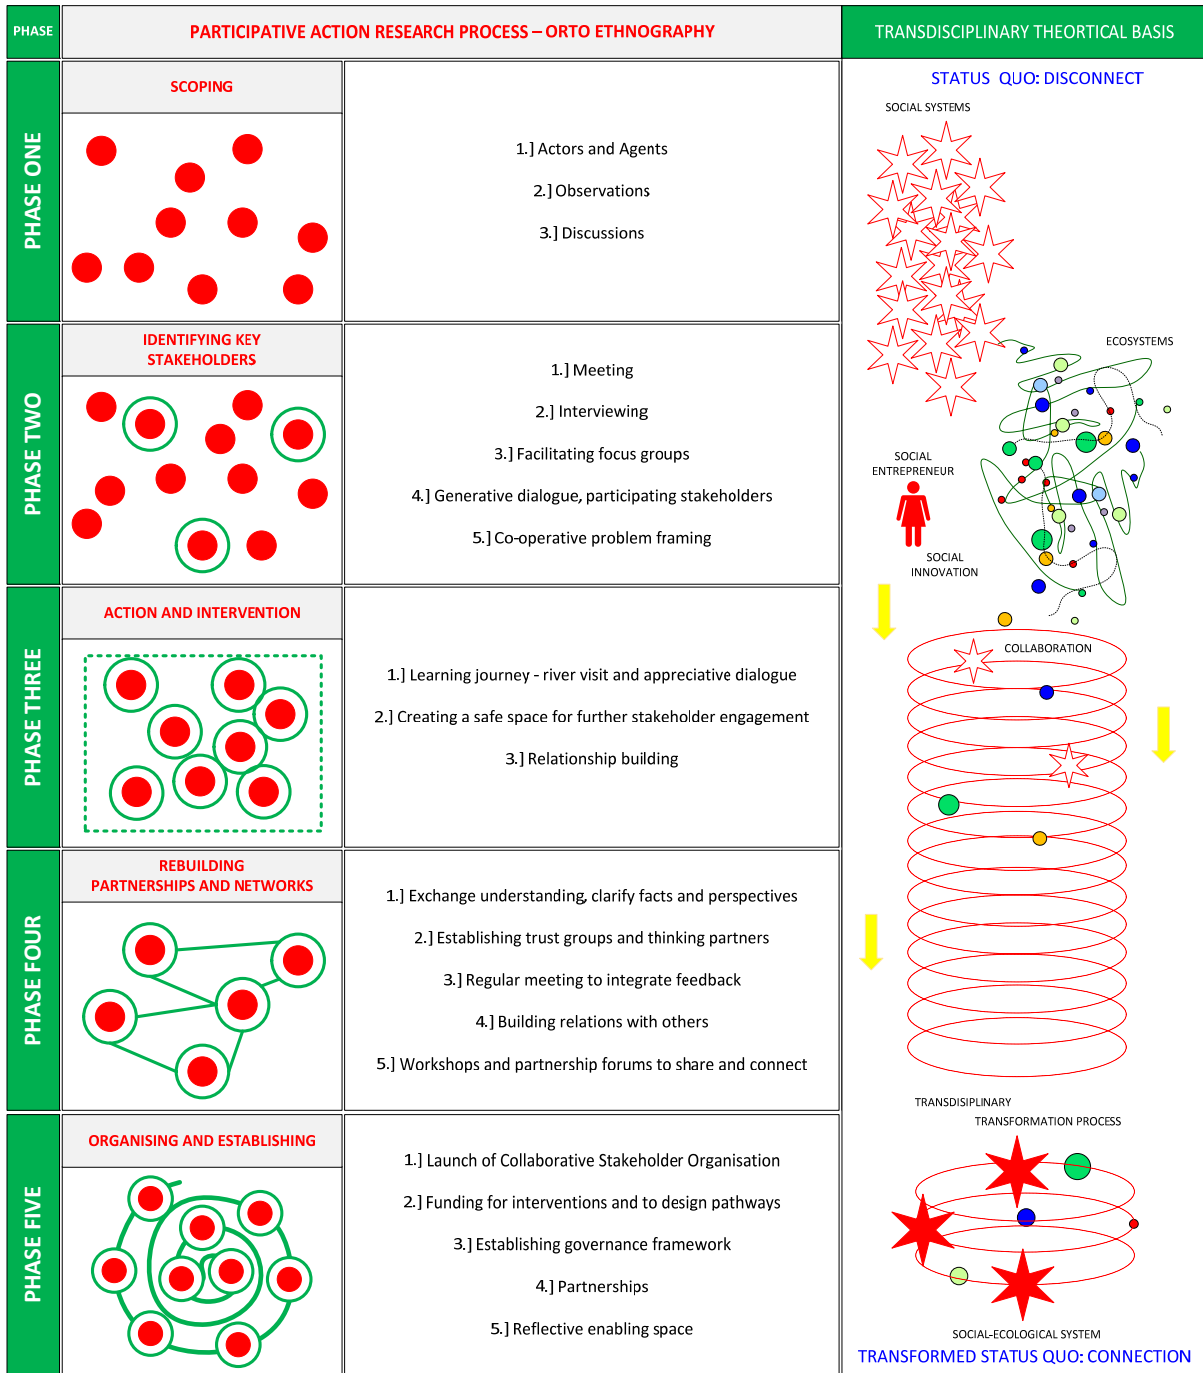 PHASE
PARTICIPATIVE ACTION RESEARCH PROCESS – ORTO ETHNOGRAPHY
TRANSDISCIPLINARY THEORTICAL BASIS
PHASE ONE
SCOPING
1.] Actors and Agents
2.] Observations
3.] Discussions
PHASE TWO
IDENTIFYING KEY
STAKEHOLDERS
1.] Meeting
2.] Interviewing
3.] Facilitating focus groups
4.] Generative dialogue, participating stakeholders
5.] Co-operative problem framing
PHASE THREE
ACTION AND INTERVENTION
1.] Learning journey - river visit and appreciative dialogue
2.] Creating a safe space for further stakeholder engagement
3.] Relationship building
PHASE FOUR
REBUILDING
PARTNERSHIPS AND NETWORKS
1.] Exchange understanding, clarify facts and perspectives
2.] Establishing trust groups and thinking partners
3.] Regular meeting to integrate feedback
4.] Building relations with others
5.] Workshops and partnership forums to share and connect
PHASE FIVE
ORGANISING AND ESTABLISHING
1.] Launch of Collaborative Stakeholder Organisation
2.] Funding for interventions and to design pathways
3.] Establishing governance framework
4.] Partnerships
5.] Reflective enabling space
STATUS QUO: DISCONNECT
SOCIAL SYSTEMS
ECOSYSTEMS
SOCIAL
ENTREPRENEUR
SOCIAL
INNOVATION
COLLABORATION
TRANSDISIPLINARY
TRANSFORMATION PROCESS
SOCIAL-ECOLOGICAL SYSTEM
TRANSFORMED STATUS QUO: CONNECTION